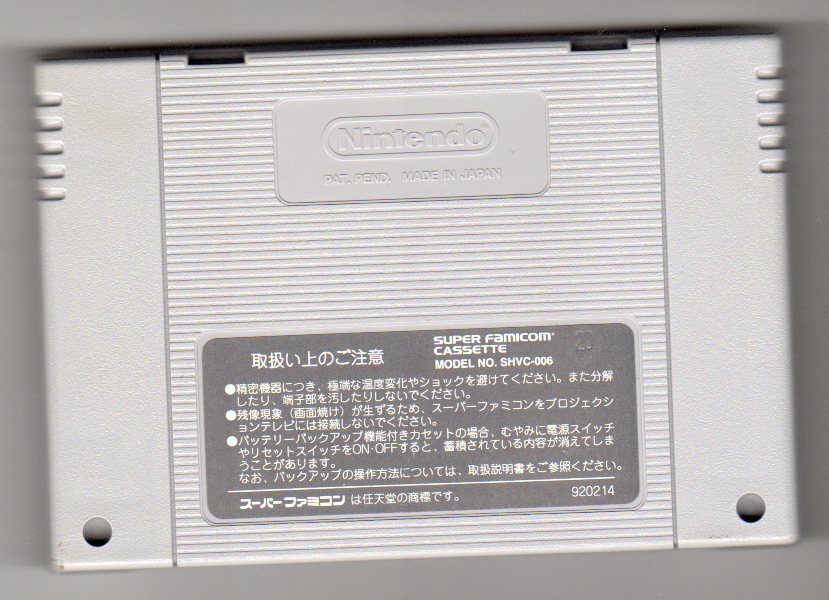 Nintendo®
PAT. PEND. MADE IN JAPAN
取扱い上のご注意
SUPER FAMICOM®
CASSETTE
MODEL NO. SHVC-006
20
●精密機器につき、極端な温度変化やショックを避けてください。また分解
したり、端子部を汚したりしないでください。
●残像現象（画面焼け）が生ずるため、スーパーファミコンをプロジェクシ
ョンテレビには接続しないでください。
●バッテリーバックアップ機能付きカセットの場合、むやみに電源スイッチ
やリセットスイッチをON·OFFすると、蓄積されている内容が消えてしま
うことがあります。
なお、バックアップの操作方法については、取扱説明書をご参照ください。
スーパーファミコン は任天堂の商標です。
920214